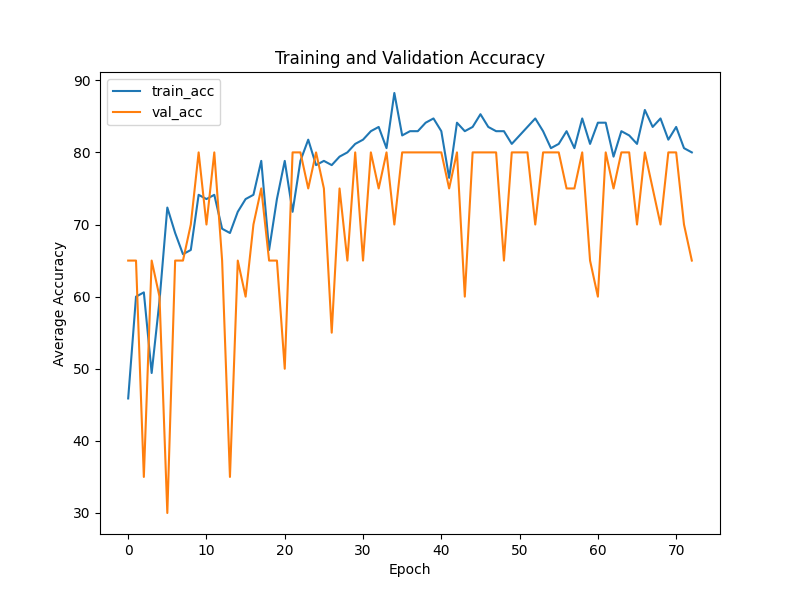 Training and Validation Accuracy
train_acc
val_acc
90
80
70
60
50
40
30
Average Accuracy
0 10 20 30 40 50 60 70
Epoch